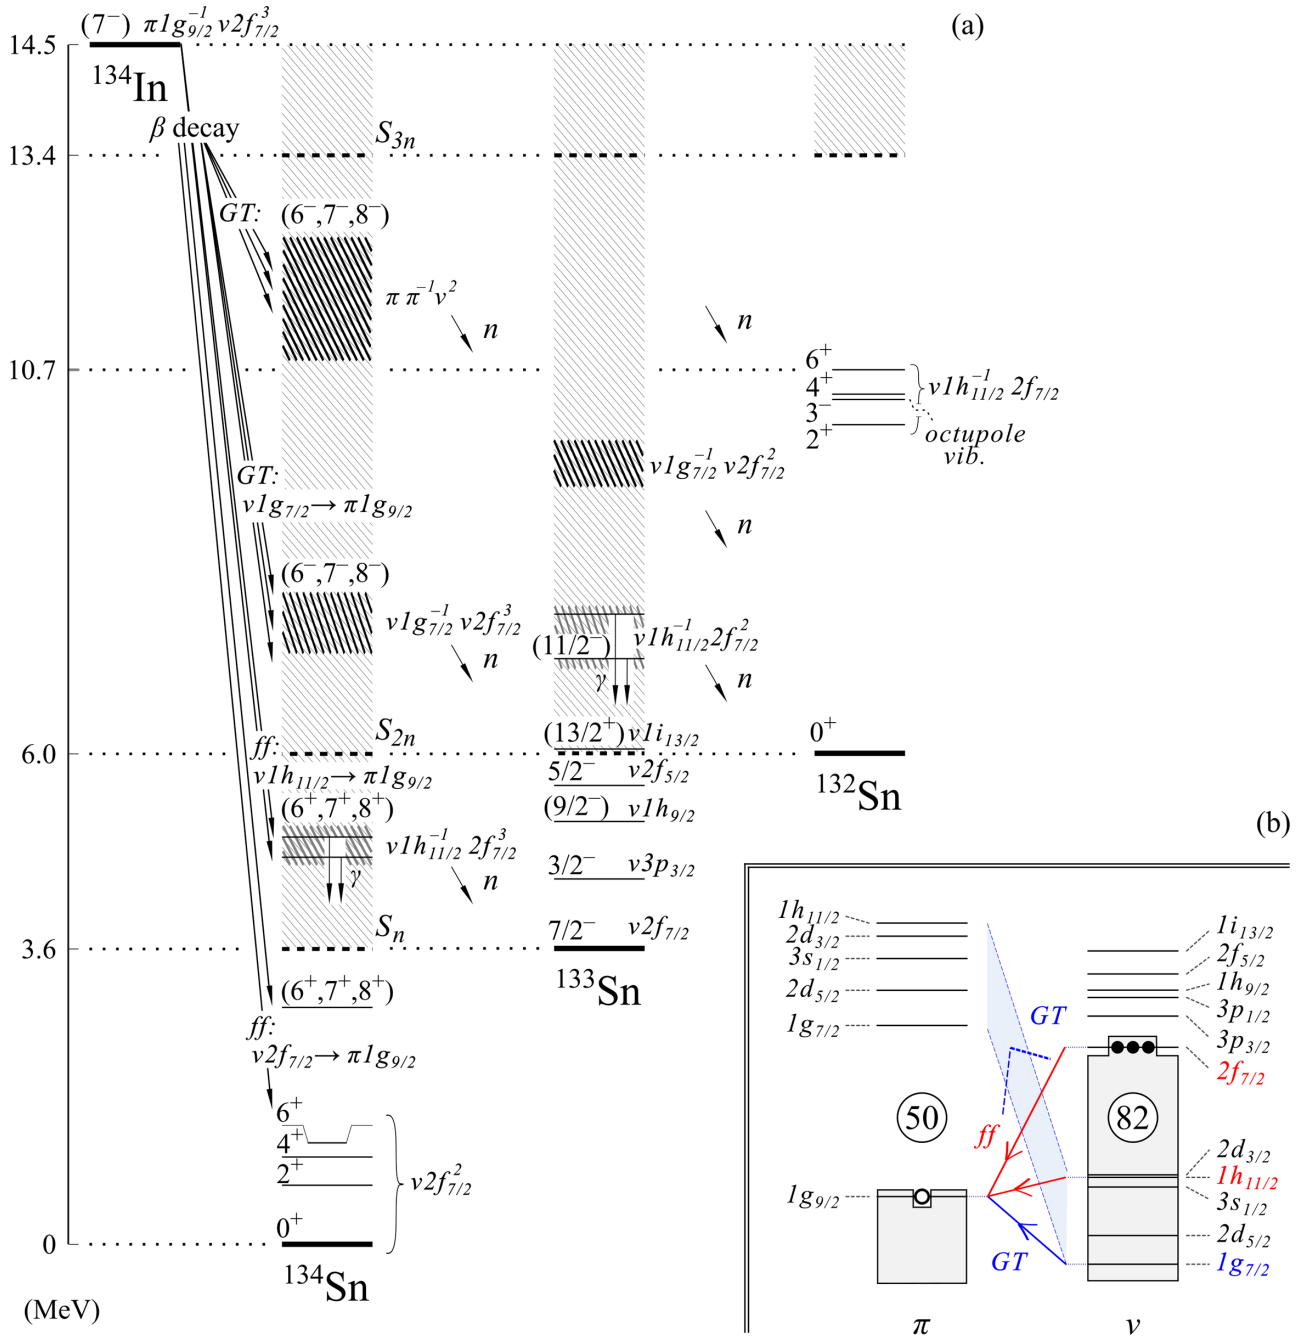 (7⁻) π1g₉/₂⁻¹ ν2f₇/₂³
(a)
14.5
¹³⁴In
β decay
S₃ₙ
13.4
GT: (6⁻,7⁻,8⁻)
π π⁻¹ν²
n
n
10.7
6⁺
4⁺
3⁻
2⁺
ν1h₁₁/₂⁻¹ 2f₇/₂
octupole
vib.
GT:
ν1g₇/₂→ π1g₉/₂
ν1g₇/₂⁻¹ ν2f₇/₂²
n
(6⁻,7⁻,8⁻)
ν1g₇/₂⁻¹ ν2f₇/₂³
n
(11/2⁻)
ν1h₁₁/₂⁻¹2f₇/₂²
γ
n
S₂ₙ
(13/2⁺) ν1i₁₃/₂
0⁺
6.0
ff:
ν1h₁₁/₂→ π1g₉/₂
5/2⁻ ν2f₅/₂
¹³²Sn
(6⁺,7⁺,8⁺)
(9/2⁻) ν1h₉/₂
ν1h₁₁/₂⁻¹ 2f₇/₂³
γ
n
3/2⁻ ν3p₃/₂
Sₙ
7/2⁻ ν2f₇/₂
3.6
¹³³Sn
(6⁺,7⁺,8⁺)
ff:
ν2f₇/₂→ π1g₉/₂
6⁺
4⁺
2⁺
0⁺
ν2f₇/₂²
0
¹³⁴Sn
(MeV)
(b)
1h₁₁/₂
2d₃/₂
3s₁/₂
2d₅/₂
1g₇/₂
1i₁₃/₂
2f₅/₂
1h₉/₂
3p₁/₂
3p₃/₂
2f₇/₂
GT
50
82
ff
2d₃/₂
1h₁₁/₂
3s₁/₂
2d₅/₂
1g₇/₂
1g₉/₂
GT
π
ν